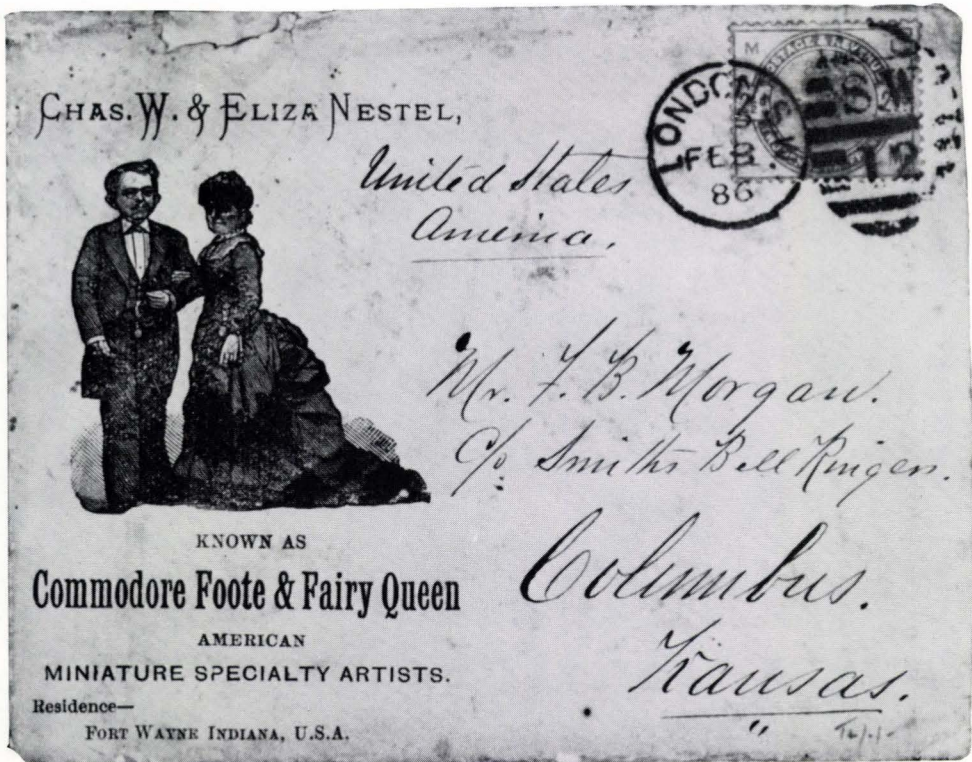 CHAS. W. & ELIZA NESTEL,
KNOWN AS
Commodore Foote & Fairy Queen
AMERICAN
MINIATURE SPECIALTY ARTISTS.
Residence—
FORT WAYNE INDIANA, U.S.A.
United States
America.
Mr. F. B. Morgan.
c/o Smiths Bell Ringers.
Columbus.
Kansas.
"
LONDON S.W
FEB
86
M
S.W
12